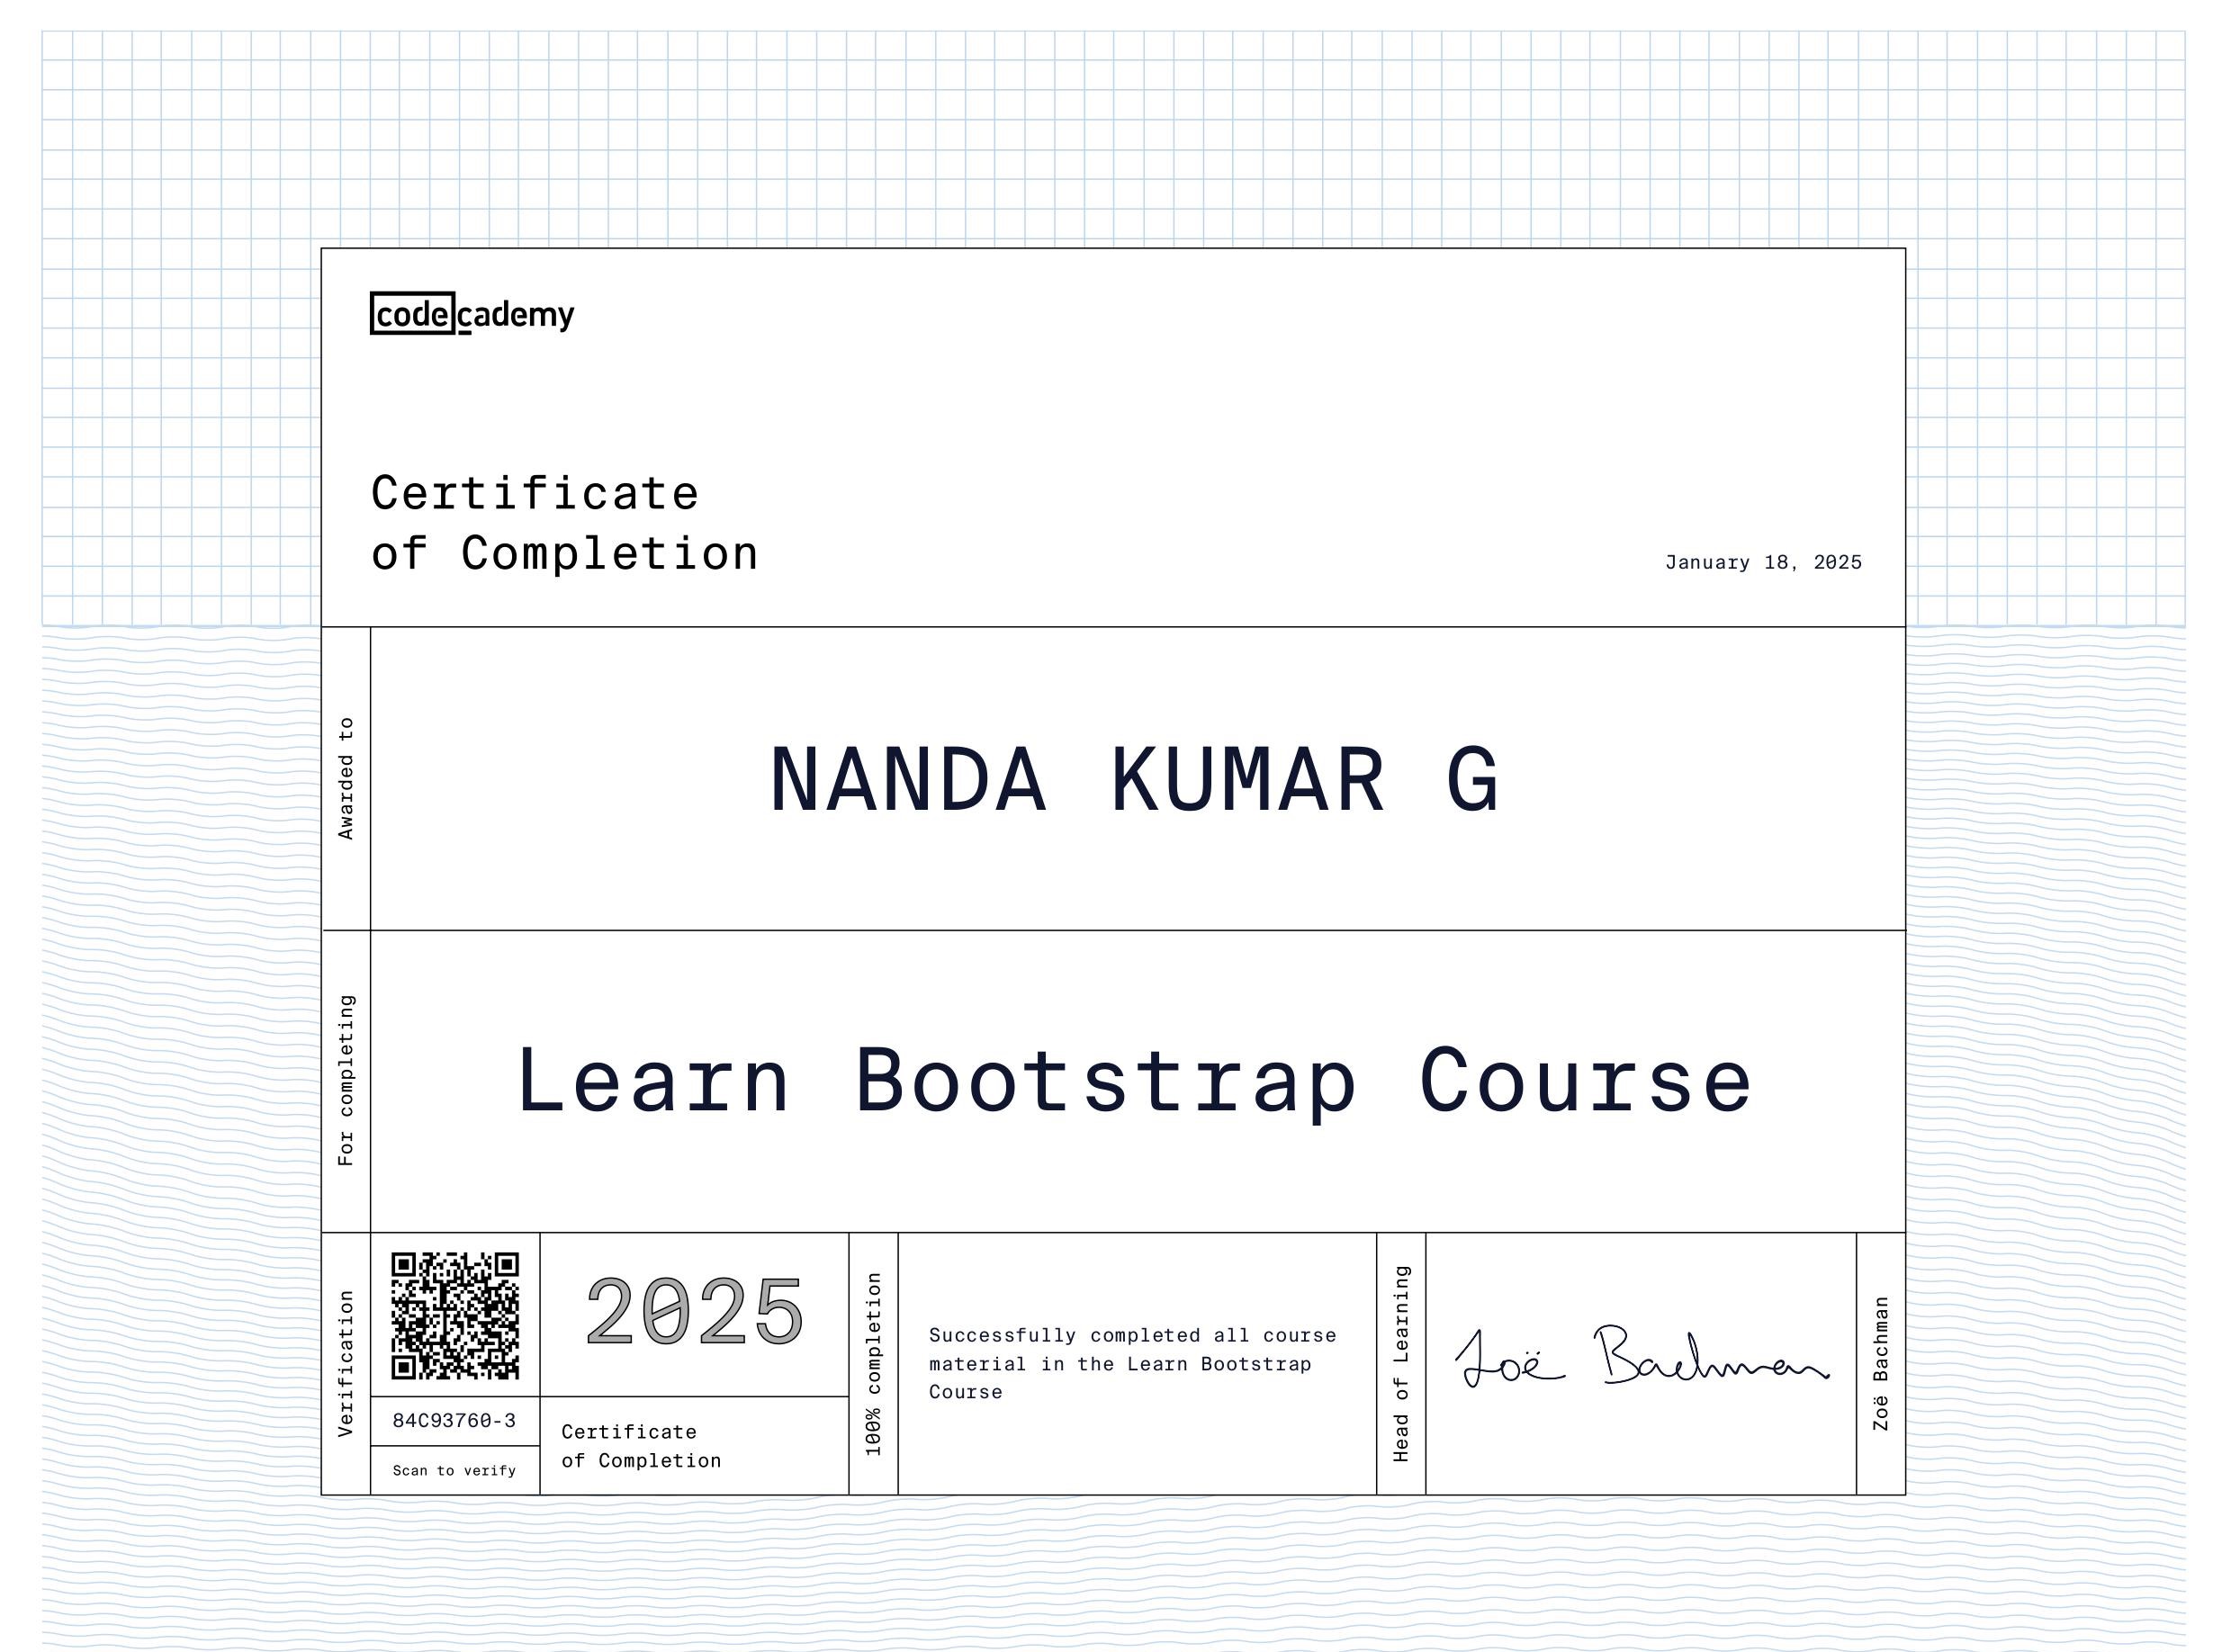 codecademy
Certificate
of Completion
January 18, 2025
Awarded to
NANDA KUMAR G
For completing
Learn Bootstrap Course
Verification
84C93760-3
Scan to verify
2025
Certificate
of Completion
100% completion
Successfully completed all course
material in the Learn Bootstrap
Course
Head of Learning
Zoë Bachman
Zoë Bachman